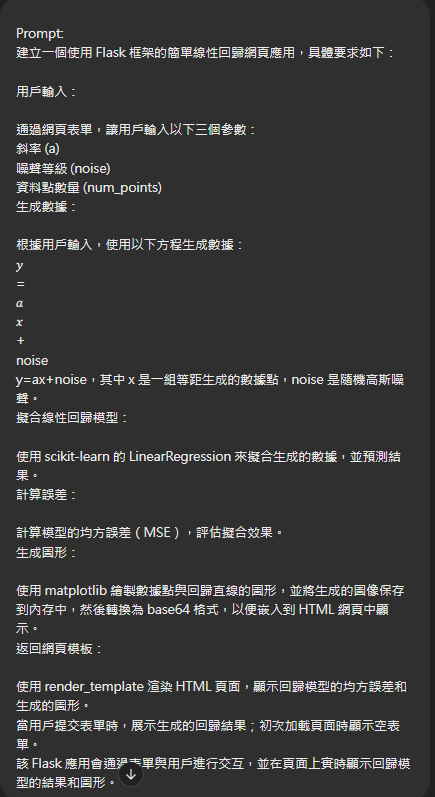 Prompt:
建立一個使用 Flask 框架的簡單線性回歸網頁應用，具體要求如下：
用戶輸入：
通過網頁表單，讓用戶輸入以下三個參數：
斜率 (a)
噪聲等級 (noise)
資料點數量 (num_points)
生成數據：
根據用戶輸入，使用以下方程生成數據：
y
=
a
x
+
noise
y=ax+noise，其中 x 是一組等距生成的數據點，noise 是隨機高斯噪
聲。
擬合線性回歸模型：
使用 scikit-learn 的 LinearRegression 來擬合生成的數據，並預測結
果。
計算誤差：
計算模型的均方誤差（MSE），評估擬合效果。
生成圖形：
使用 matplotlib 繪製數據點與回歸直線的圖形，並將生成的圖像保存
到內存中，然後轉換為 base64 格式，以便嵌入到 HTML 網頁中顯
示。
返回網頁模板：
使用 render_template 渲染 HTML 頁面，顯示回歸模型的均方誤差和
生成的圖形。
當用戶提交表單時，展示生成的回歸結果；初次加載頁面時顯示空表
單。
該 Flask 應用會通過表單與用戶進行交互，並在頁面上實時顯示回歸模
型的結果和圖形。